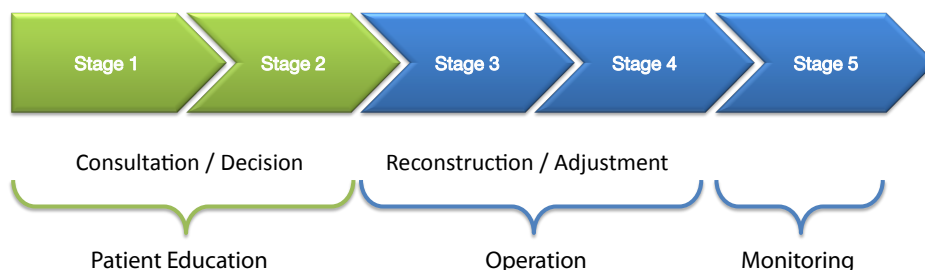 Stage 1 Stage 2 Stage 3 Stage 4 Stage 5
Consultation / Decision Reconstruction / Adjustment
Patient Education Operation Monitoring